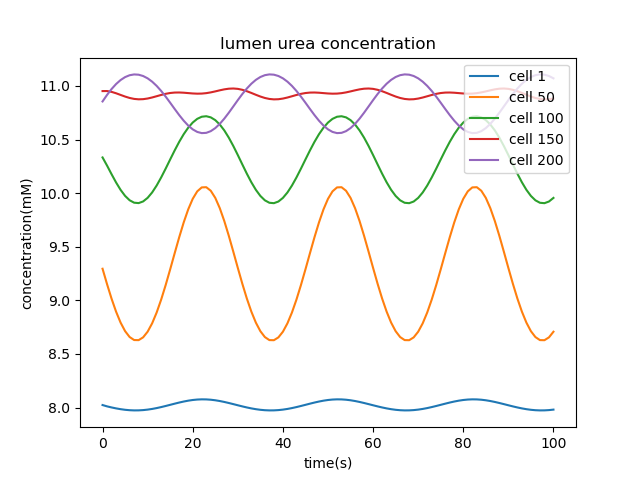 lumen urea concentration
concentration(mM)
11.0
10.5
10.0
9.5
9.0
8.5
8.0
cell 1
cell 50
cell 100
cell 150
cell 200
0 20 40 60 80 100
time(s)